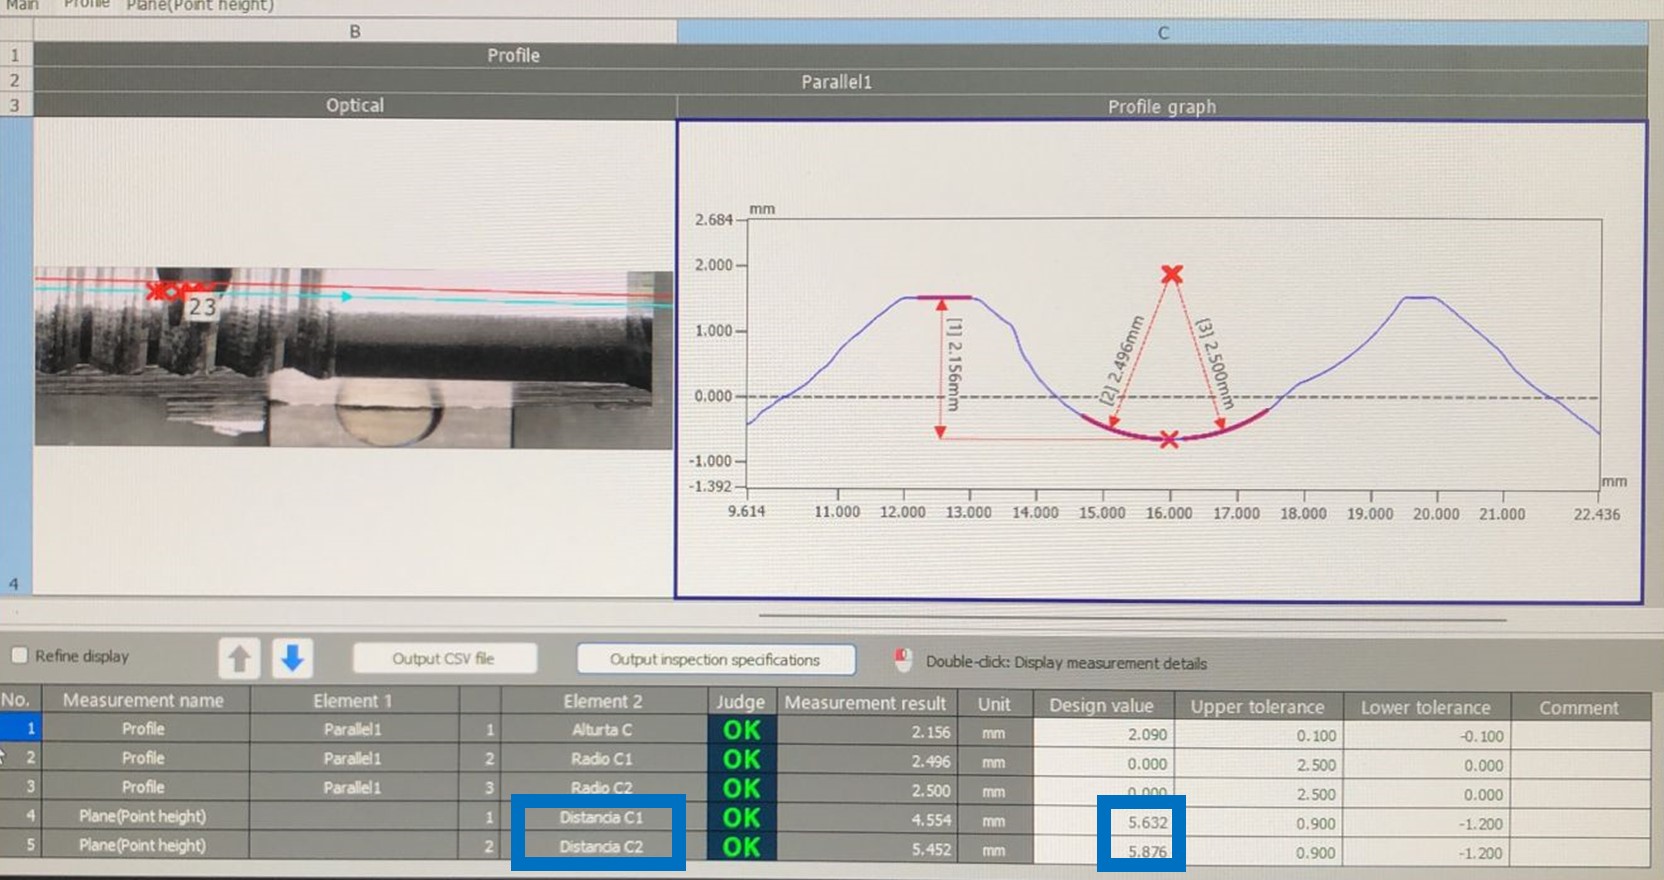 Main Profile Plane(Point height)
B C
1 Profile
2 Parallel1
3 Optical Profile graph
mm
2.684
2.000
1.000
0.000
-1.000
-1.392
[1] 2.156mm
[2] 2.496mm
[3] 2.500mm
mm
9.614 11.000 12.000 13.000 14.000 15.000 16.000 17.000 18.000 19.000 20.000 21.000 22.436
23
4
Refine display Output CSV file Output inspection specifications Double-click: Display measurement details
No. Measurement name Element 1 Element 2 Judge Measurement result Unit Design value Upper tolerance Lower tolerance Comment
1 Profile Parallel1 1 Alturta C OK 2.156 mm 2.090 0.100 -0.100
2 Profile Parallel1 2 Radio C1 OK 2.496 mm 0.000 2.500 0.000
3 Profile Parallel1 3 Radio C2 OK 2.500 mm 0.000 2.500 0.000
4 Plane(Point height) 1 Distancia C1 OK 4.554 mm 5.632 0.900 -1.200
5 Plane(Point height) 2 Distancia C2 OK 5.452 mm 5.876 0.900 -1.200